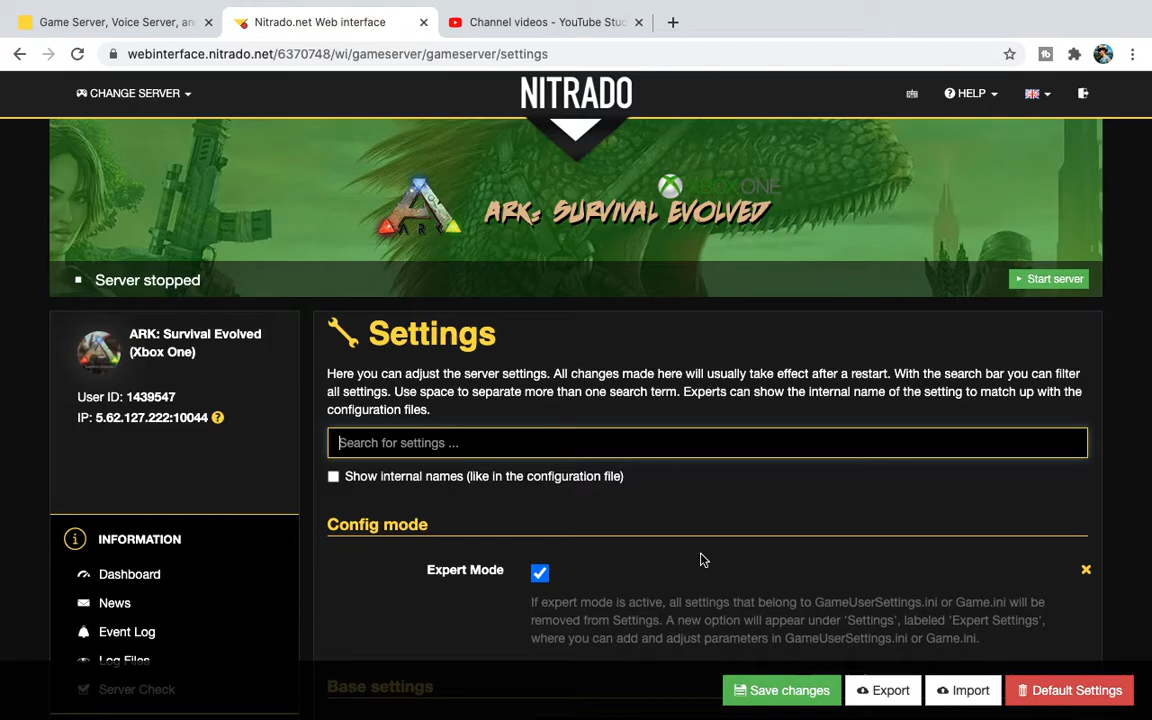 Game Server, Voice Server, an
Nitrado.net Web interface
Channel videos - YouTube Stu
webinterface.nitrado.net/6370748/wi/gameserver/gameserver/settings
CHANGE SERVER
NITRADO
HELP
XBOX ONE
ARK: SURVIVAL EVOLVED
ARK
Server stopped
Start server
ARK: Survival Evolved
(Xbox One)
User ID: 1439547
IP: 5.62.127.222:10044
INFORMATION
Dashboard
News
Event Log
Log Files
Server Check
Settings
Here you can adjust the server settings. All changes made here will usually take effect after a restart. With the search bar you can filter
all settings. Use space to separate more than one search term. Experts can show the internal name of the setting to match up with the
configuration files.
Search for settings ...
Show internal names (like in the configuration file)
Config mode
Expert Mode
If expert mode is active, all settings that belong to GameUserSettings.ini or Game.ini will be
removed from Settings. A new option will appear under 'Settings', labeled 'Expert Settings',
where you can add and adjust parameters in GameUserSettings.ini or Game.ini.
Base settings
Save changes
Export
Import
Default Settings